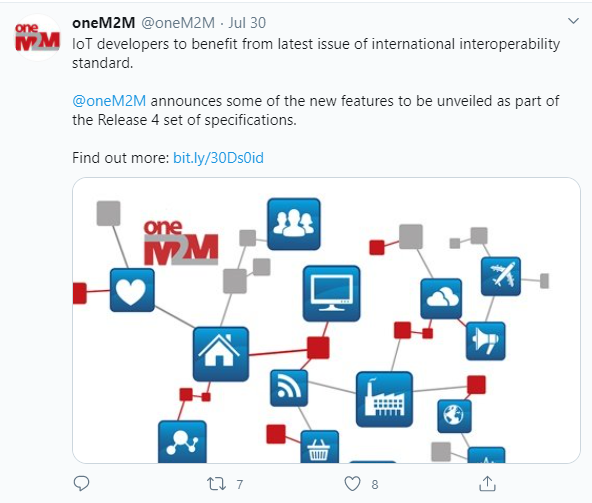 one
M2M
oneM2M @oneM2M · Jul 30
IoT developers to benefit from latest issue of international interoperability
standard.
@oneM2M announces some of the new features to be unveiled as part of
the Release 4 set of specifications.
Find out more: bit.ly/30Ds0id
one
M2M
7
8